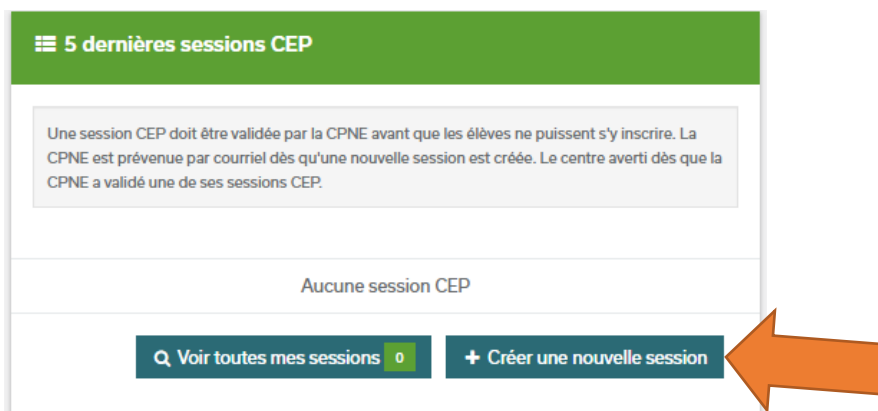 5 dernières sessions CEP
Une session CEP doit être validée par la CPNE avant que les élèves ne puissent s'y inscrire. La
CPNE est prévenue par courriel dès qu'une nouvelle session est créée. Le centre averti dès que la
CPNE a validé une de ses sessions CEP.
Aucune session CEP
Voir toutes mes sessions 0
+ Créer une nouvelle session